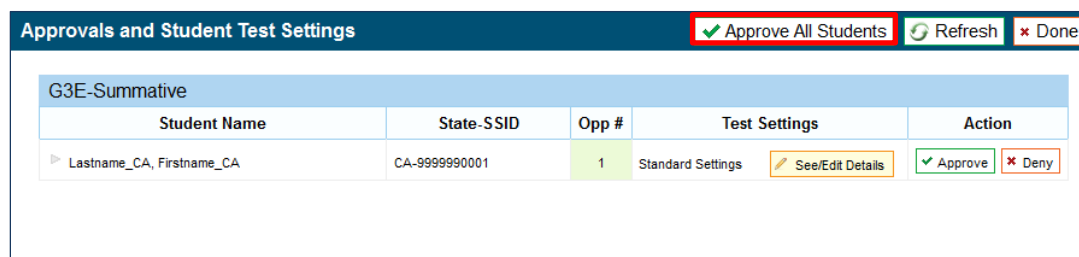 Approvals and Student Test Settings Approve All Students Refresh Done
G3E-Summative
Student Name State-SSID Opp # Test Settings Action
Lastname_CA, Firstname_CA CA-9999990001 1 Standard Settings See/Edit Details Approve Deny